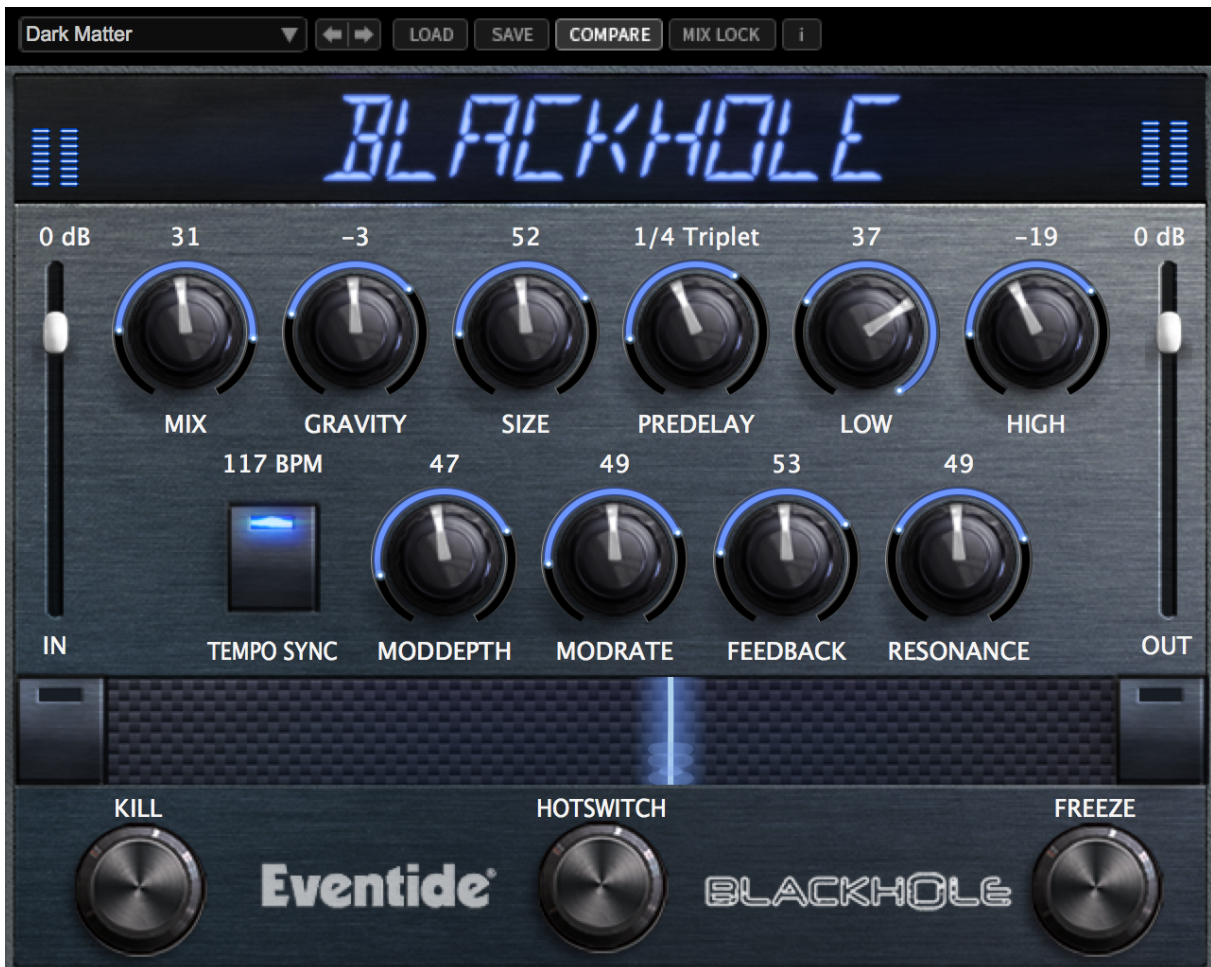 Dark Matter LOAD SAVE COMPARE MIX LOCK i
BLACKHOLE
0 dB 31 -3 52 1/4 Triplet 37 -19 0 dB
MIX GRAVITY SIZE PREDELAY LOW HIGH
117 BPM 47 49 53 49
IN TEMPO SYNC MODDEPTH MODRATE FEEDBACK RESONANCE OUT
KILL HOTSWITCH FREEZE
Eventide® BLACKHOLE